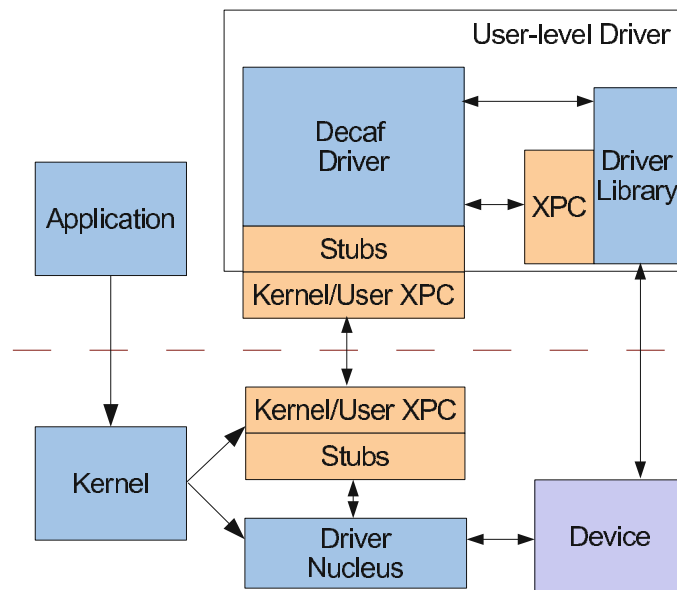 User-level Driver
Decaf
Driver
Driver
Library
XPC
Application
Stubs
Kernel/User XPC
Kernel/User XPC
Stubs
Kernel
Driver
Nucleus
Device